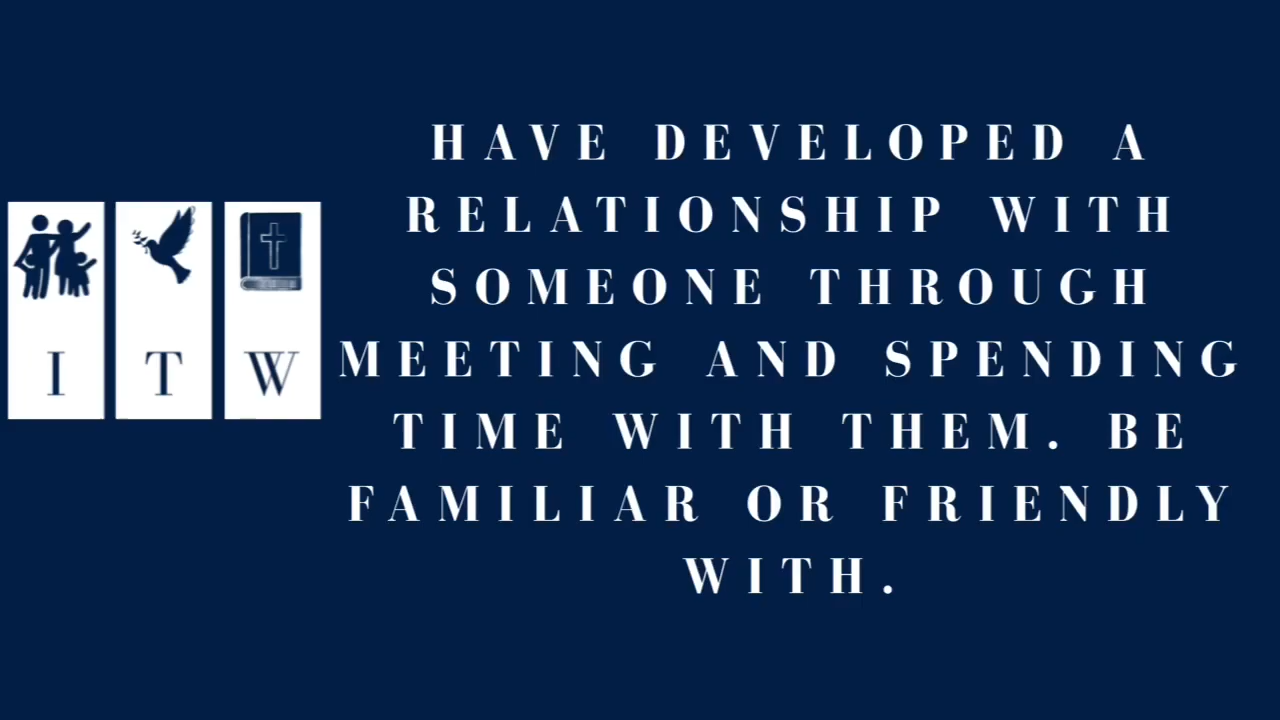 I T W
HAVE DEVELOPED A
RELATIONSHIP WITH
SOMEONE THROUGH
MEETING AND SPENDING
TIME WITH THEM. BE
FAMILIAR OR FRIENDLY
WITH.